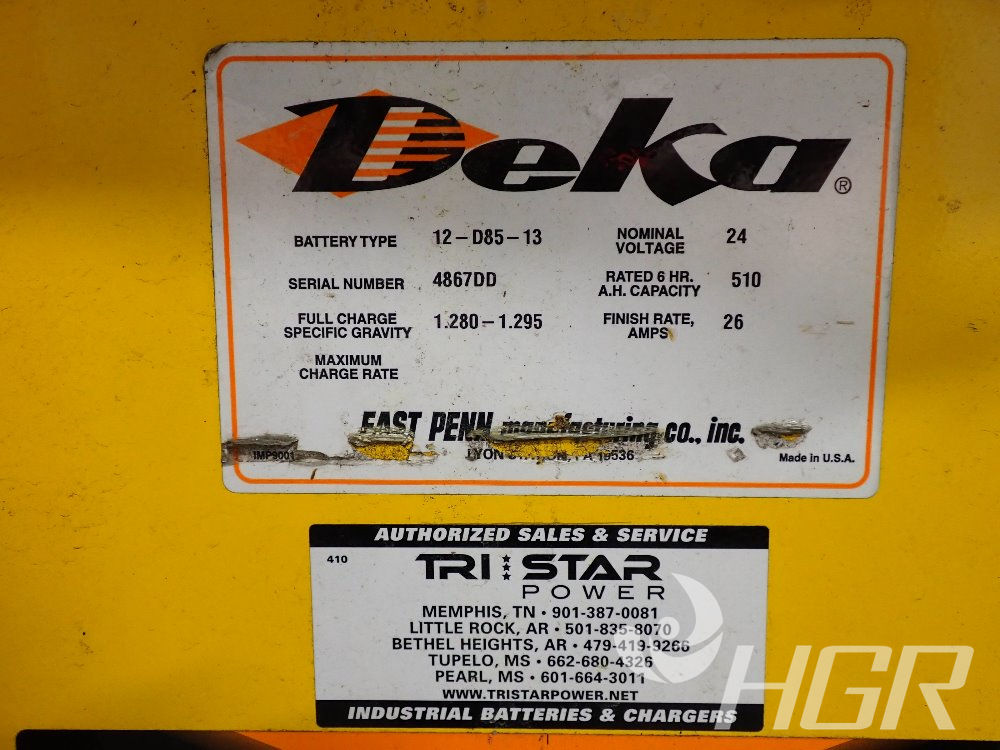 Deka®
BATTERY TYPE 12-D85-13
NOMINAL VOLTAGE 24
SERIAL NUMBER 4867DD
RATED 6 HR. A.H. CAPACITY 510
FULL CHARGE SPECIFIC GRAVITY 1.280-1.295
FINISH RATE, AMPS 26
MAXIMUM CHARGE RATE
EAST PENN manufacturing co., inc.
IMP9001
19536
Made in U.S.A.
AUTHORIZED SALES & SERVICE
410
TRI STAR
POWER
MEMPHIS, TN • 901-387-0081
LITTLE ROCK, AR • 501-835-8070
BETHEL HEIGHTS, AR • 479-419-9266
TUPELO, MS • 662-680-4326
PEARL, MS • 601-664-3011
WWW.TRISTARPOWER.NET
INDUSTRIAL BATTERIES & CHARGERS
HGR